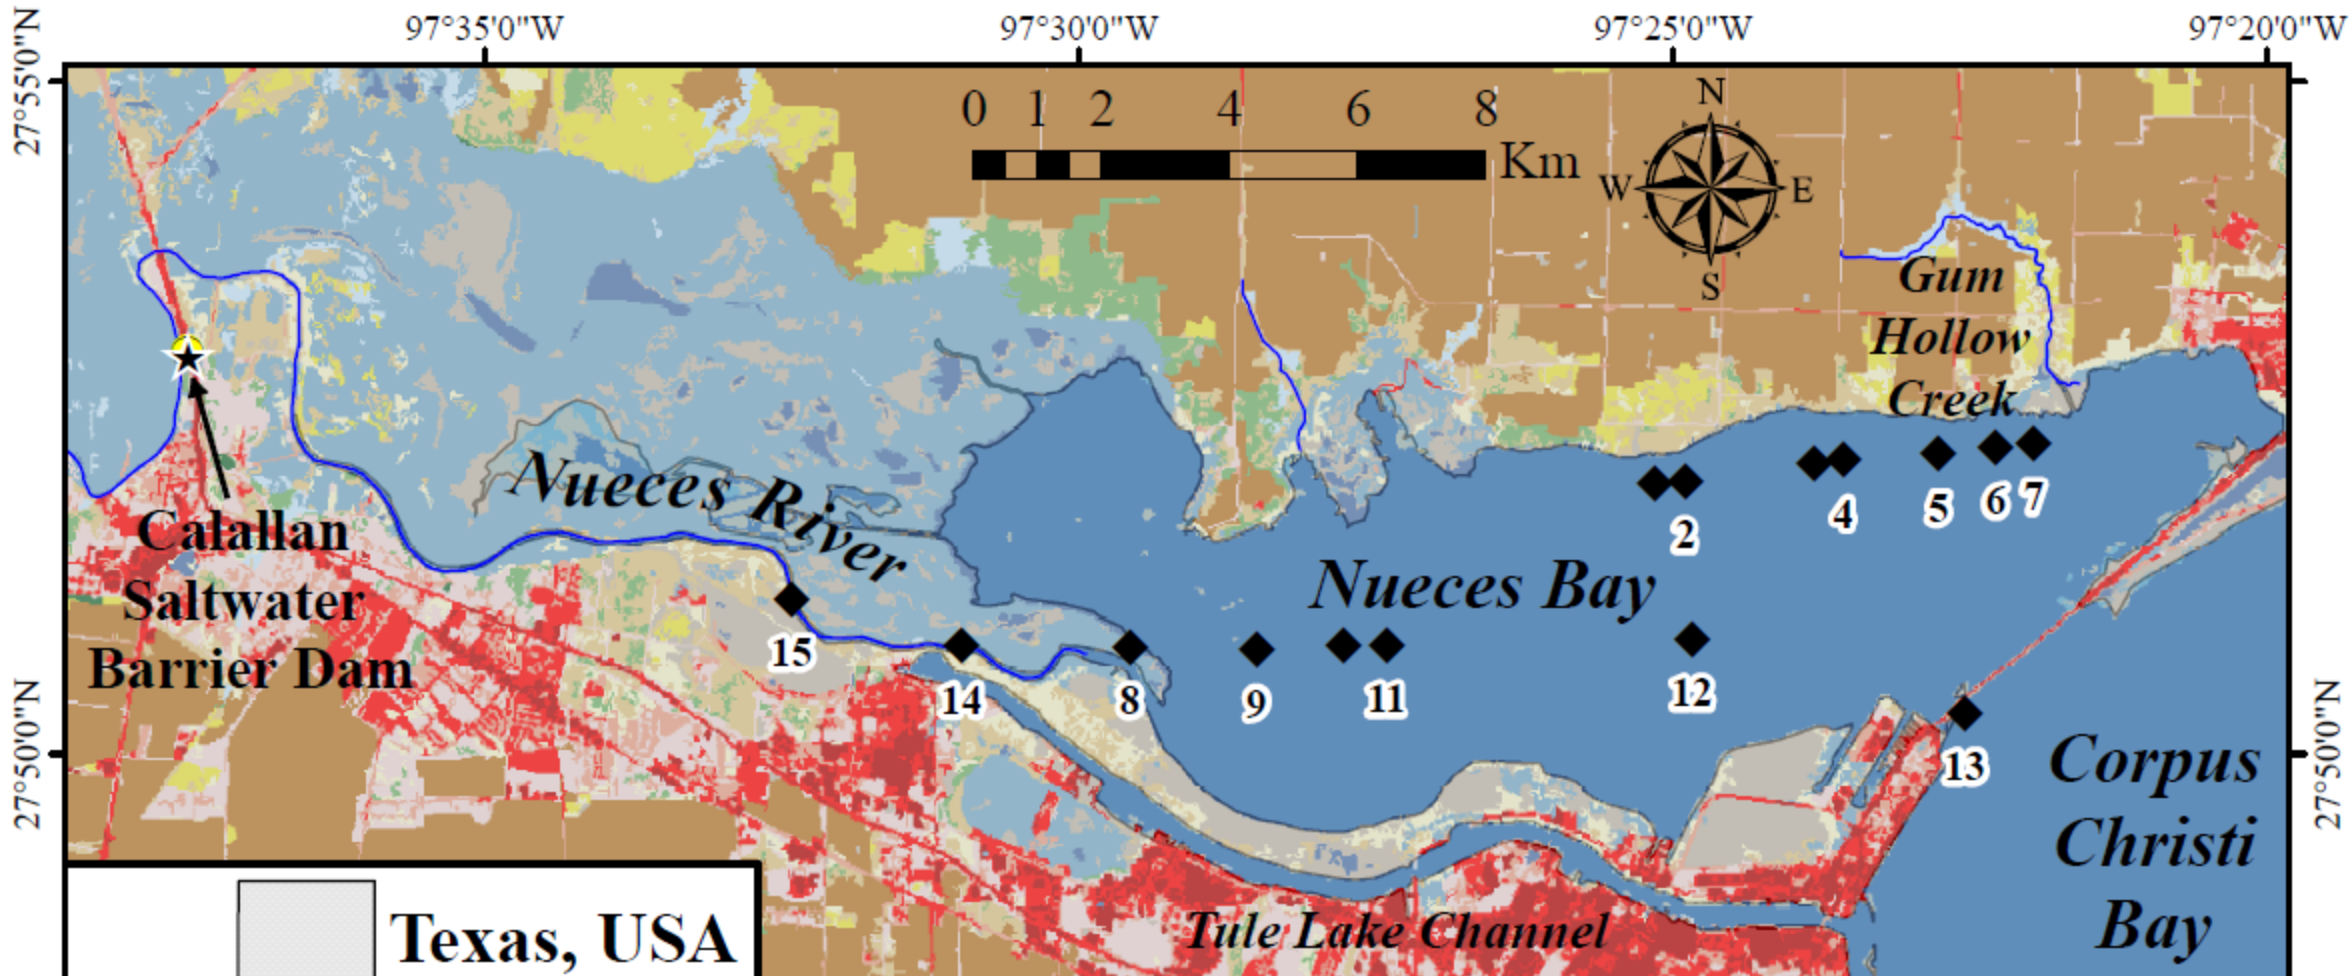 97°35'0"W
97°30'0"W
97°25'0"W
97°20'0"W
27°55'0"N
0 1 2 4 6 8
Km
N
W E
S
Gum
Hollow
Creek
Nueces River
Calallan
Saltwater
Barrier Dam
2
4
5
6
7
Nueces Bay
15
14
8
9
11
12
13
27°50'0"N
27°50'0"N
Corpus
Christi
Bay
Tule Lake Channel
Texas, USA